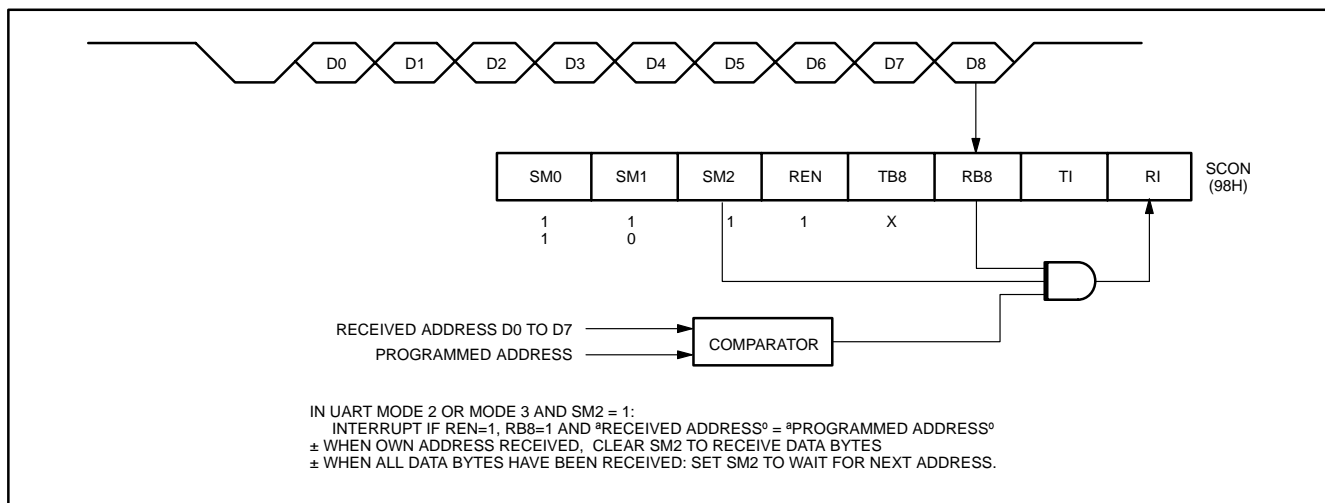 D0 D1 D2 D3 D4 D5 D6 D7 D8
SM0 SM1 SM2 REN TB8 RB8 TI RI
SCON
(98H)
1 1 1 1 X
1 0
RECEIVED ADDRESS D0 TO D7
PROGRAMMED ADDRESS
COMPARATOR
IN UART MODE 2 OR MODE 3 AND SM2 = 1:
INTERRUPT IF REN=1, RB8=1 AND ªRECEIVED ADDRESSº = ªPROGRAMMED ADDRESSº
± WHEN OWN ADDRESS RECEIVED, CLEAR SM2 TO RECEIVE DATA BYTES
± WHEN ALL DATA BYTES HAVE BEEN RECEIVED: SET SM2 TO WAIT FOR NEXT ADDRESS.